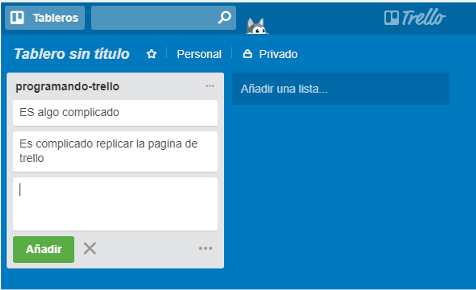 Tableros
Trello
Tablero sin título
Personal
Privado
programando-trello
ES algo complicado
Es complicado replicar la pagina de
trello
Añadir
Añadir una lista...